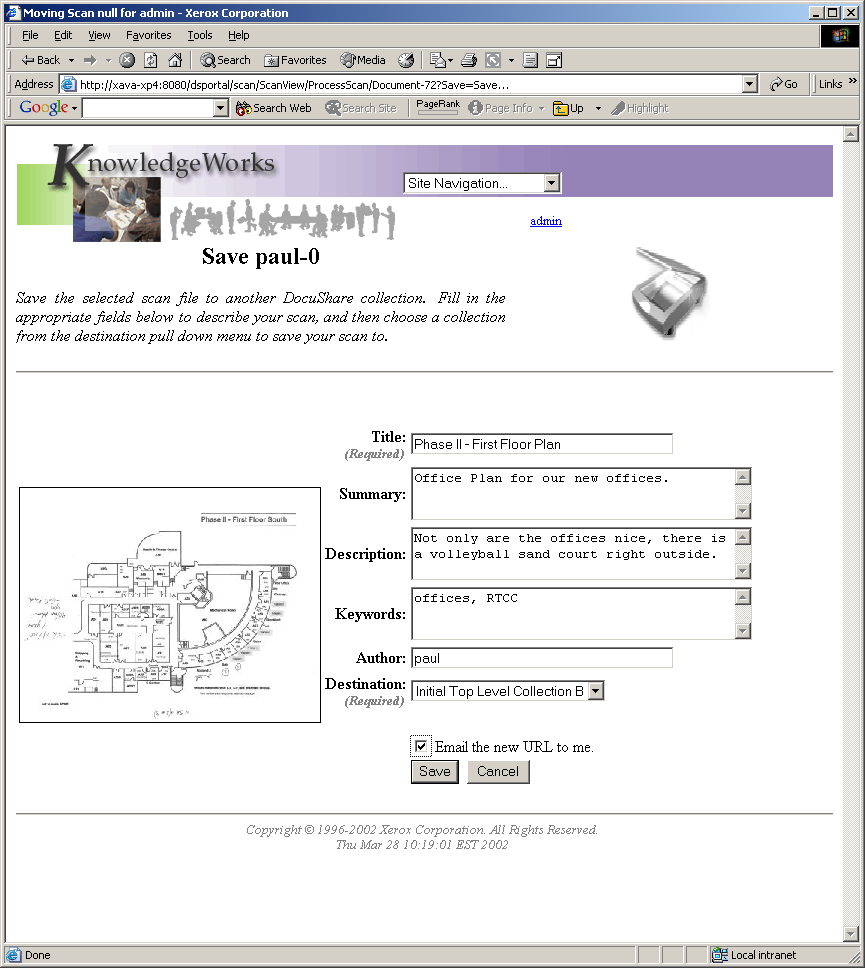 Moving Scan null for admin - Xerox Corporation
File Edit View Favorites Tools Help
Back Search Favorites Media
Address http://xava-xp4:8080/dsportal/scan/ScanView/ProcessScan/Document-72?Save=Save... Go Links »
Google Search Web Search Site PageRank Page Info Up Highlight
KnowledgeWorks
Site Navigation...
admin
Save paul-0
Save the selected scan file to another DocuShare collection. Fill in the
appropriate fields below to describe your scan, and then choose a collection
from the destination pull down menu to save your scan to.
Title: Phase II - First Floor Plan
(Required)
Summary: Office Plan for our new offices.
Phase II - First Floor South
Description: Not only are the offices nice, there is
a volleyball sand court right outside.
Keywords: offices, RTCC
Author: paul
Destination: Initial Top Level Collection B
(Required)
Email the new URL to me.
Save Cancel
Copyright © 1996-2002 Xerox Corporation. All Rights Reserved.
Thu Mar 28 10:19:01 EST 2002
Done Local intranet